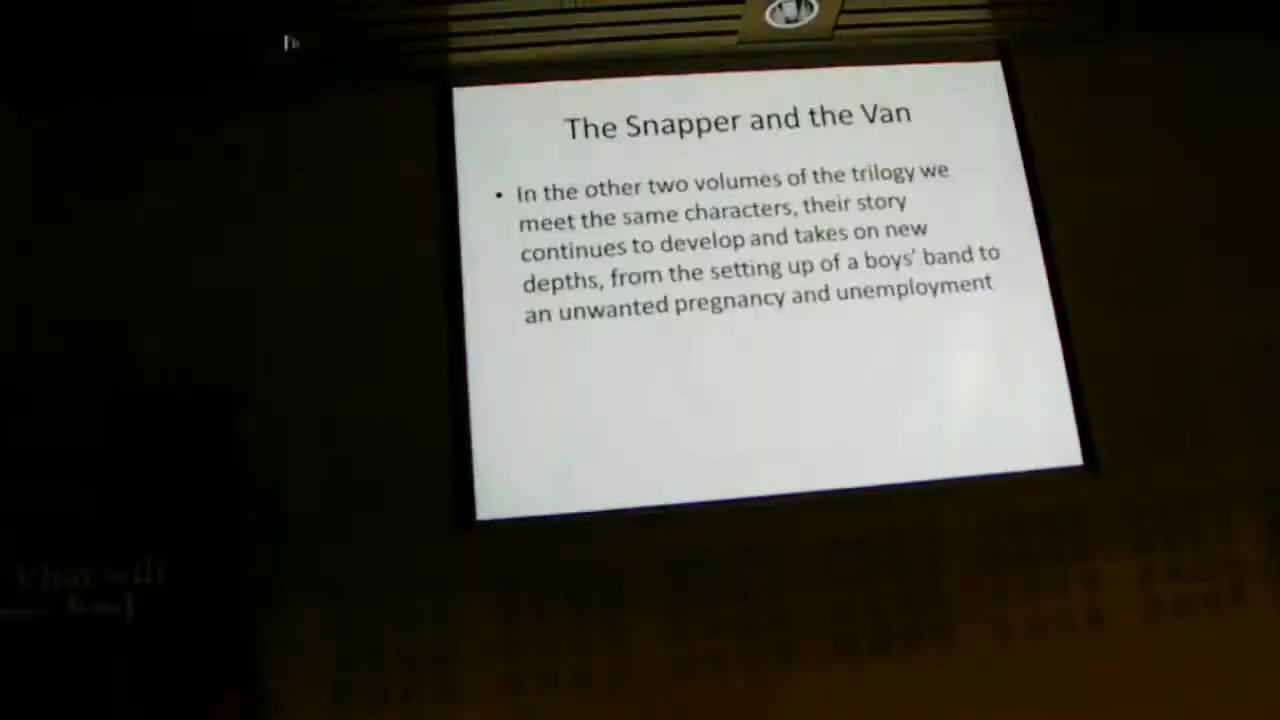 The Snapper and the Van
• In the other two volumes of the trilogy we
meet the same characters, their story
continues to develop and takes on new
depths, from the setting up of a boys' band to
an unwanted pregnancy and unemployment
what will